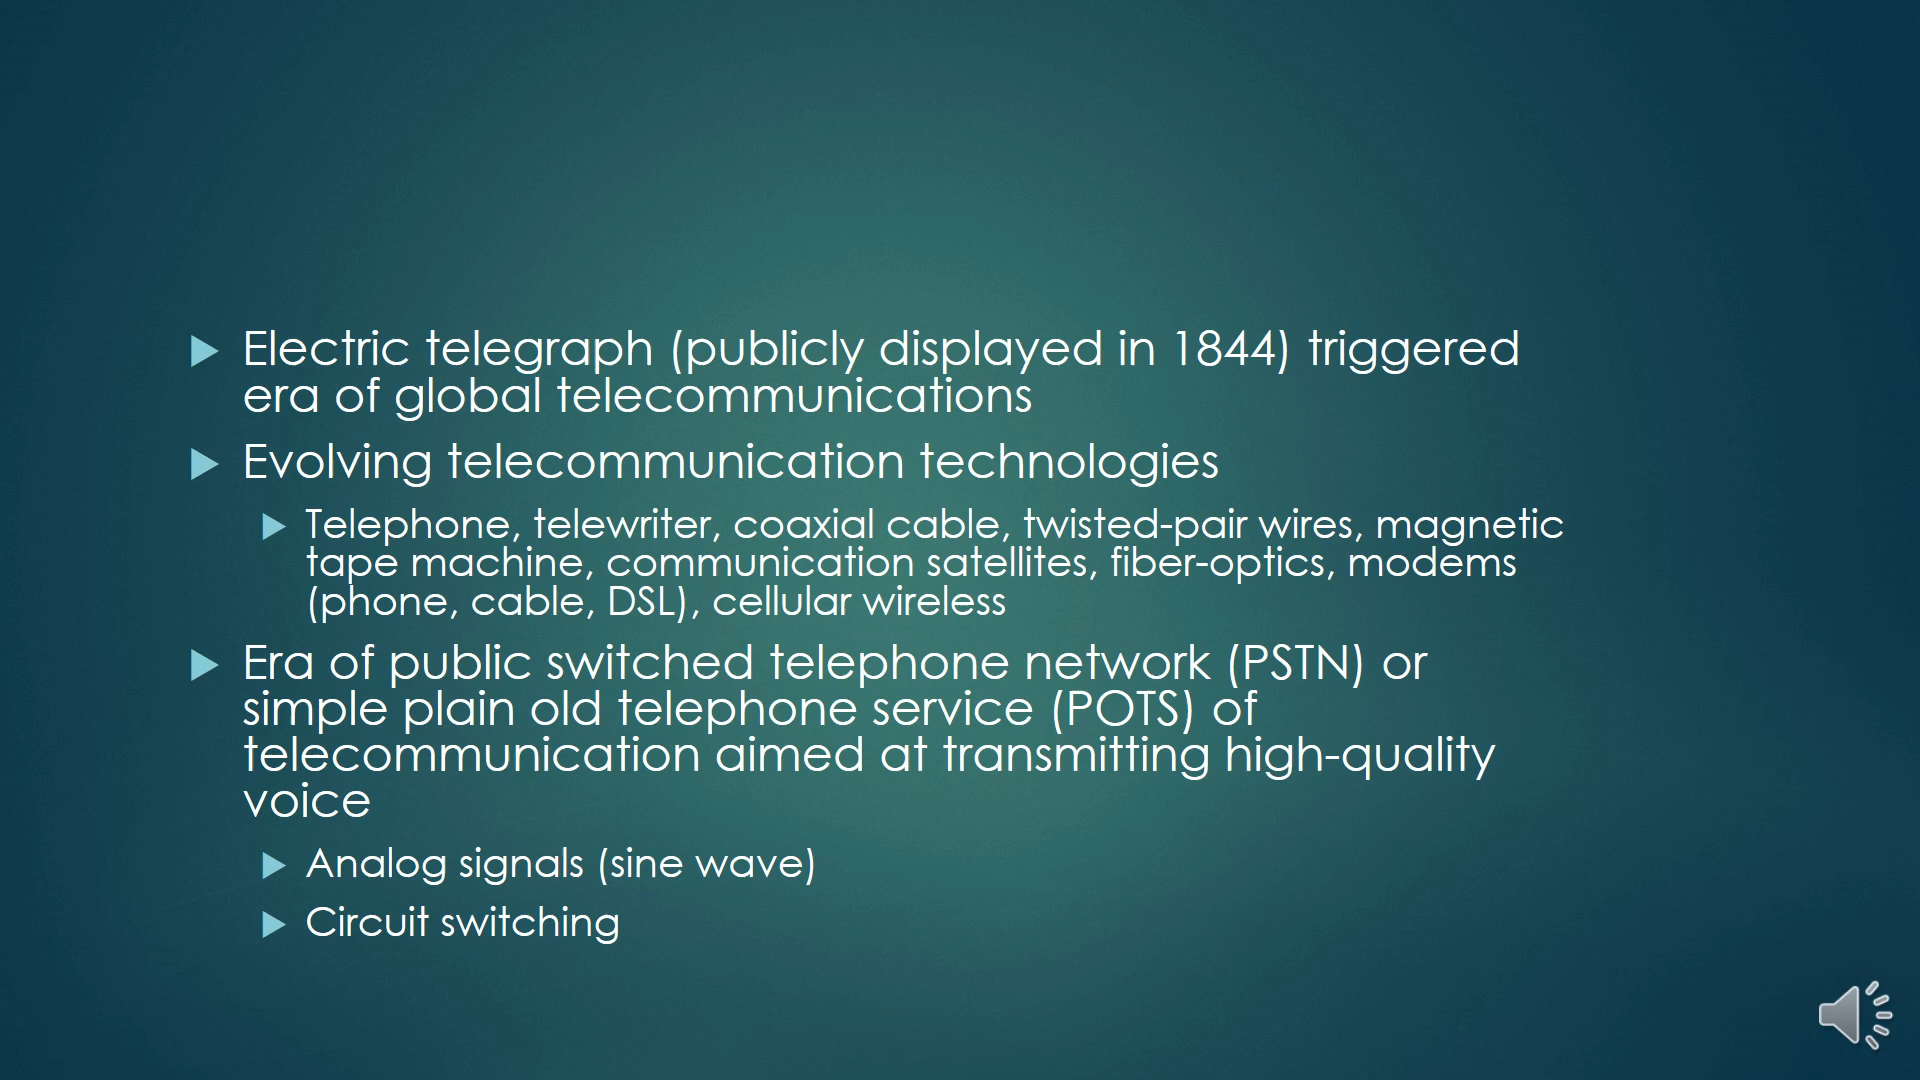 Electric telegraph (publicly displayed in 1844) triggered
era of global telecommunications
Evolving telecommunication technologies
Telephone, telewriter, coaxial cable, twisted-pair wires, magnetic
tape machine, communication satellites, fiber-optics, modems
(phone, cable, DSL), cellular wireless
Era of public switched telephone network (PSTN) or
simple plain old telephone service (POTS) of
telecommunication aimed at transmitting high-quality
voice
Analog signals (sine wave)
Circuit switching